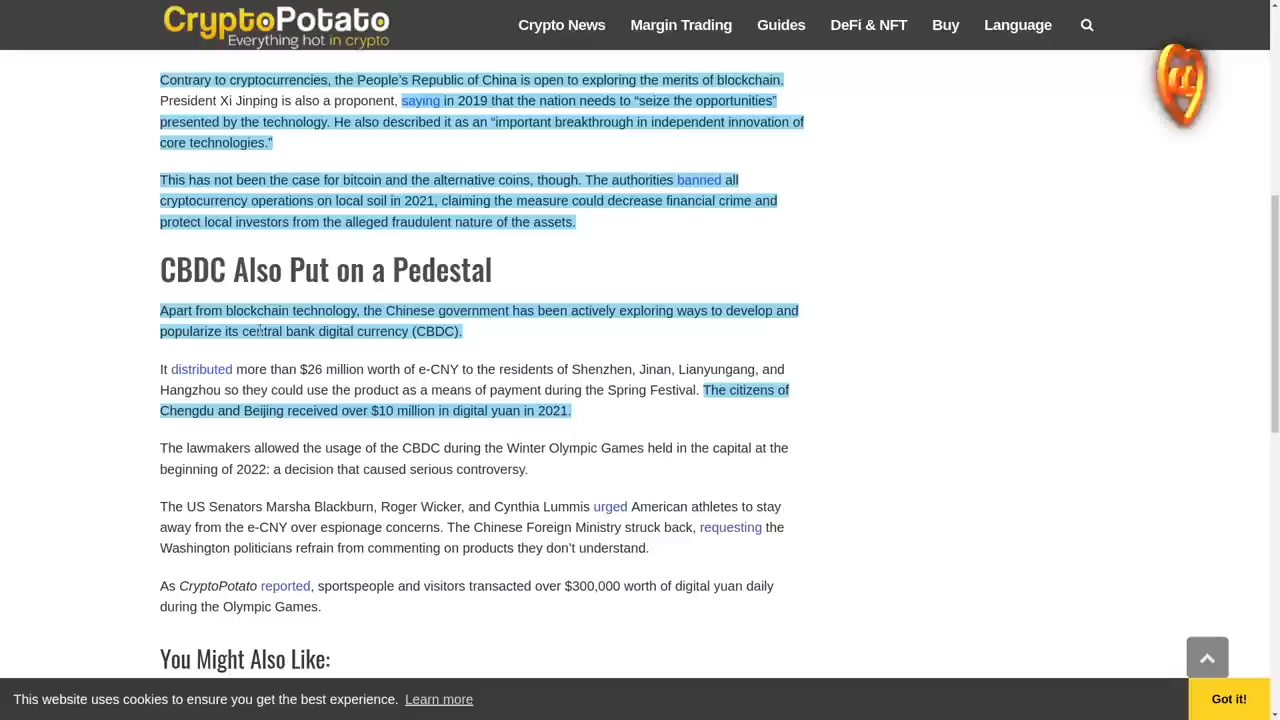 CryptoPotato
Everything hot in crypto
Crypto News Margin Trading Guides DeFi & NFT Buy Language
Contrary to cryptocurrencies, the People’s Republic of China is open to exploring the merits of blockchain.
President Xi Jinping is also a proponent, saying in 2019 that the nation needs to “seize the opportunities”
presented by the technology. He also described it as an “important breakthrough in independent innovation of
core technologies.”
This has not been the case for bitcoin and the alternative coins, though. The authorities banned all
cryptocurrency operations on local soil in 2021, claiming the measure could decrease financial crime and
protect local investors from the alleged fraudulent nature of the assets.
CBDC Also Put on a Pedestal
Apart from blockchain technology, the Chinese government has been actively exploring ways to develop and
popularize its central bank digital currency (CBDC).
It distributed more than $26 million worth of e-CNY to the residents of Shenzhen, Jinan, Lianyungang, and
Hangzhou so they could use the product as a means of payment during the Spring Festival. The citizens of
Chengdu and Beijing received over $10 million in digital yuan in 2021.
The lawmakers allowed the usage of the CBDC during the Winter Olympic Games held in the capital at the
beginning of 2022: a decision that caused serious controversy.
The US Senators Marsha Blackburn, Roger Wicker, and Cynthia Lummis urged American athletes to stay
away from the e-CNY over espionage concerns. The Chinese Foreign Ministry struck back, requesting the
Washington politicians refrain from commenting on products they don’t understand.
As CryptoPotato reported, sportspeople and visitors transacted over $300,000 worth of digital yuan daily
during the Olympic Games.
You Might Also Like:
This website uses cookies to ensure you get the best experience. Learn more
Got it!